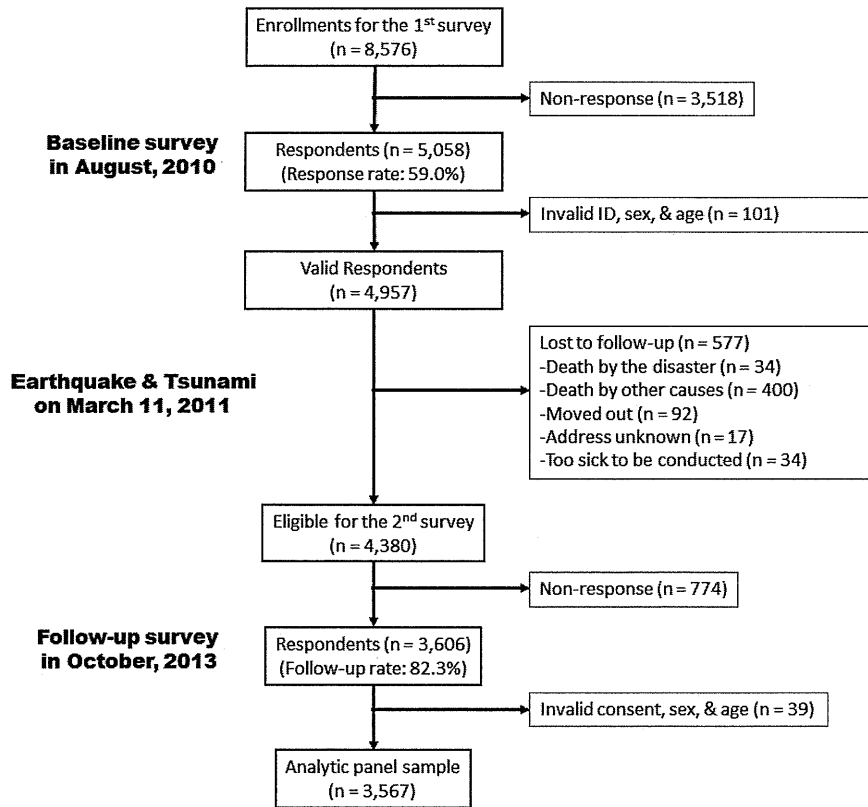 Enrollments for the 1st survey
(n = 8,576)
Non-response (n = 3,518)
Baseline survey
in August, 2010
Respondents (n = 5,058)
(Response rate: 59.0%)
Invalid ID, sex, & age (n = 101)
Valid Respondents
(n = 4,957)
Earthquake & Tsunami
on March 11, 2011
Lost to follow-up (n = 577)
-Death by the disaster (n = 34)
-Death by other causes (n = 400)
-Moved out (n = 92)
-Address unknown (n = 17)
-Too sick to be conducted (n = 34)
Eligible for the 2nd survey
(n = 4,380)
Non-response (n = 774)
Follow-up survey
in October, 2013
Respondents (n = 3,606)
(Follow-up rate: 82.3%)
Invalid consent, sex, & age (n = 39)
Analytic panel sample
(n = 3,567)